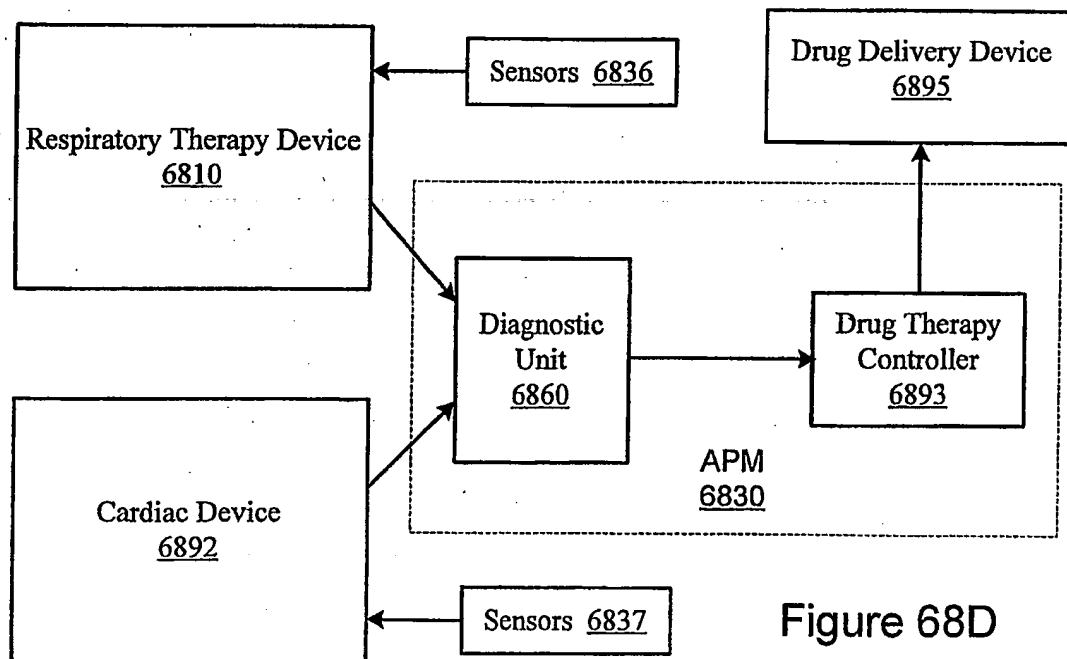 Respiratory Therapy Device
6810
Sensors 6836
Drug Delivery Device
6895
Diagnostic
Unit
6860
Drug Therapy
Controller
6893
APM
6830
Cardiac Device
6892
Sensors 6837
Figure 68D